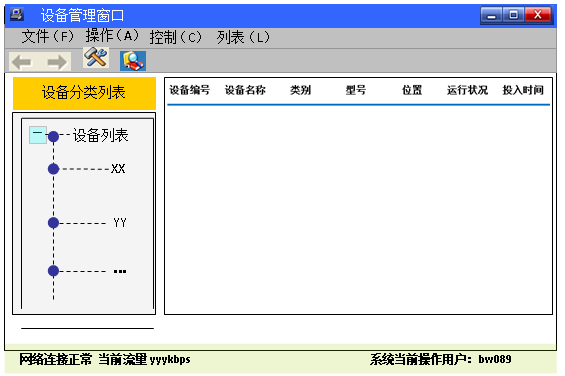 设备管理窗口
文件(F) 操作(A) 控制(C) 列表(L)
设备分类列表
设备编号 设备名称 类别 型号 位置 运行状况 投入时间
设备列表
XX
YY
...
网络连接正常 当前流量 yyykbps 系统当前操作用户: bw089